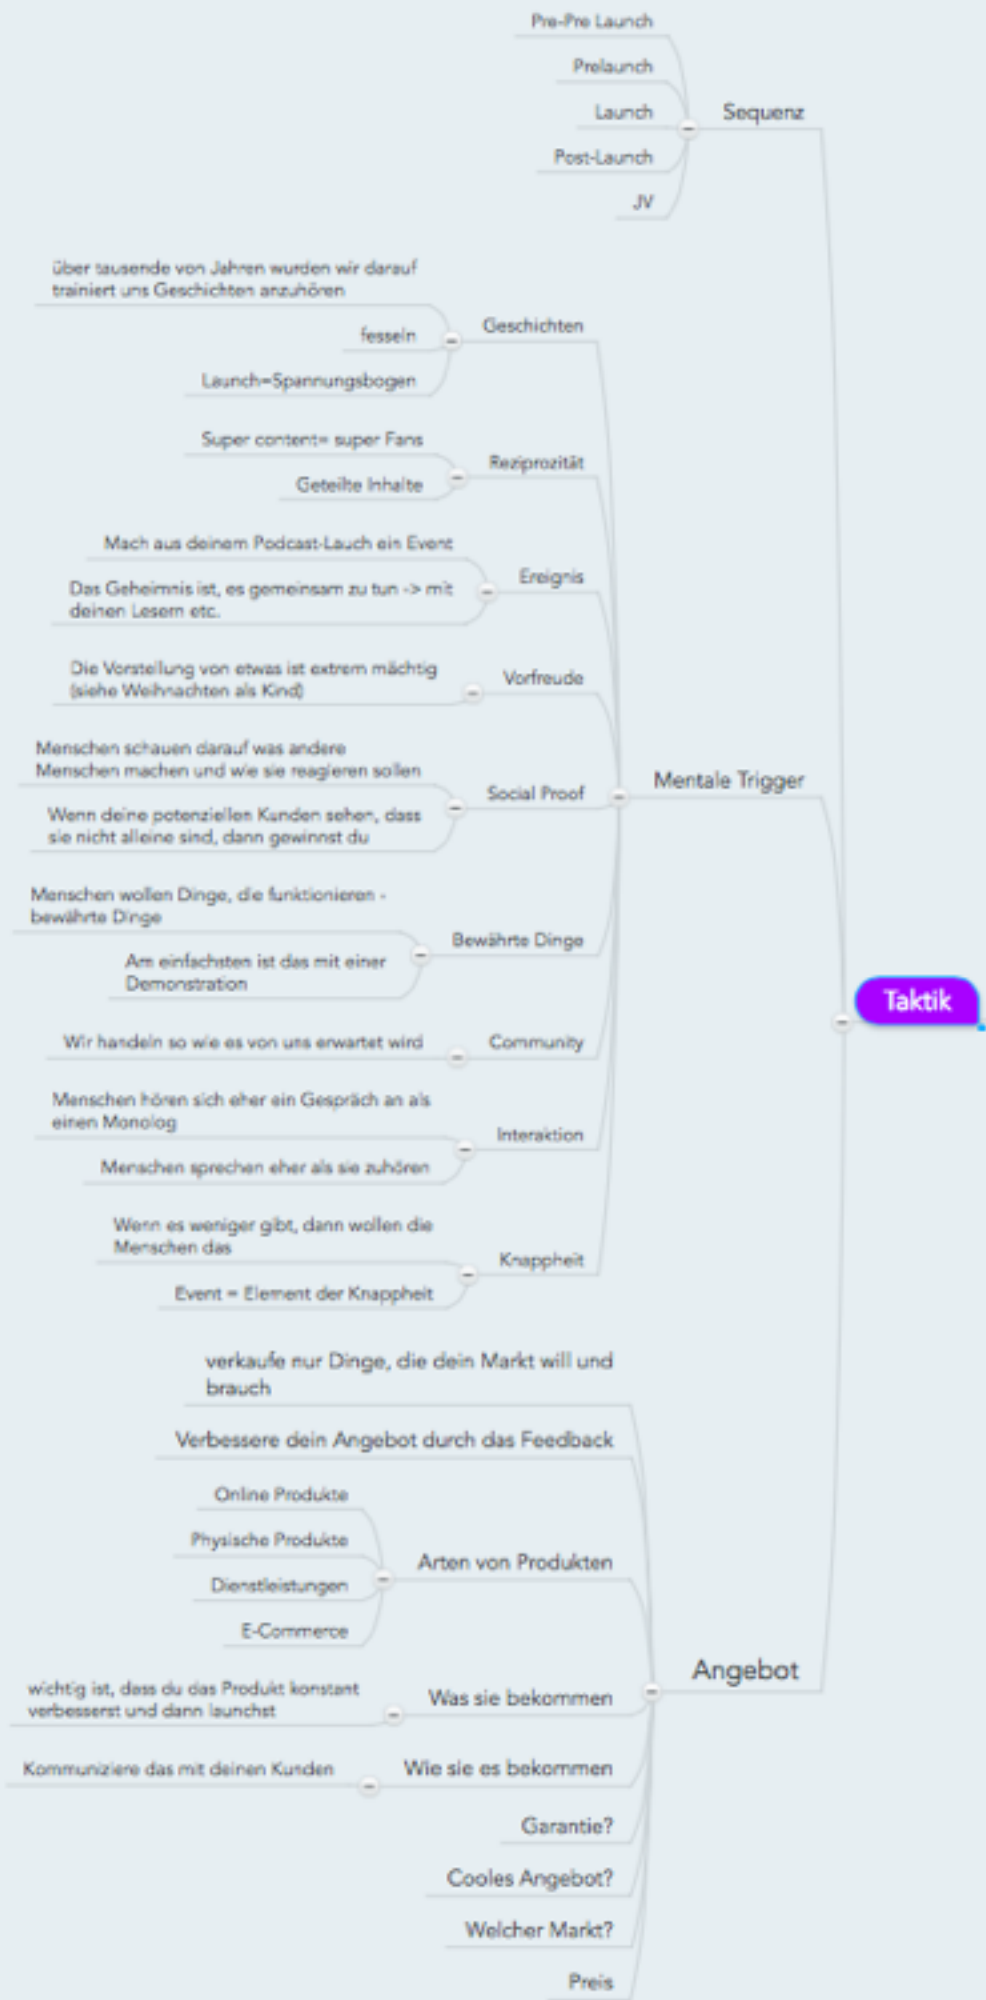 Pre-Pre Launch
Prelaunch
Launch
Sequenz
Post-Launch
JV
über tausende von Jahren wurden wir darauf
trainiert uns Geschichten anzuhören
Geschichten
fesseln
Launch=Spannungsbogen
Super content= super Fans
Reziprozität
Geteilte Inhalte
Mach aus deinem Podcast-Lauch ein Event
Ereignis
Das Geheimnis ist, es gemeinsam zu tun -> mit
deinen Lesern etc.
Die Vorstellung von etwas ist extrem mächtig
(siehe Weihnachten als Kind)
Vorfreude
Menschen schauen darauf was andere
Menschen machen und wie sie reagieren sollen
Social Proof
Mentale Trigger
Wenn deine potenziellen Kunden sehen, dass
sie nicht alleine sind, dann gewinnst du
Menschen wollen Dinge, die funktionieren -
bewährte Dinge
Bewährte Dinge
Am einfachsten ist das mit einer
Demonstration
Taktik
Wir handeln so wie es von uns erwartet wird
Community
Menschen hören sich eher ein Gespräch an als
einen Monolog
Interaktion
Menschen sprechen eher als sie zuhören
Wenn es weniger gibt, dann wollen die
Menschen das
Knappheit
Event = Element der Knappheit
verkaufe nur Dinge, die dein Markt will und
brauch
Verbessere dein Angebot durch das Feedback
Online Produkte
Physische Produkte
Arten von Produkten
Dienstleistungen
E-Commerce
Angebot
wichtig ist, dass du das Produkt konstant
verbesserst und dann launchst
Was sie bekommen
Kommuniziere das mit deinen Kunden
Wie sie es bekommen
Garantie?
Cooles Angebot?
Welcher Markt?
Preis